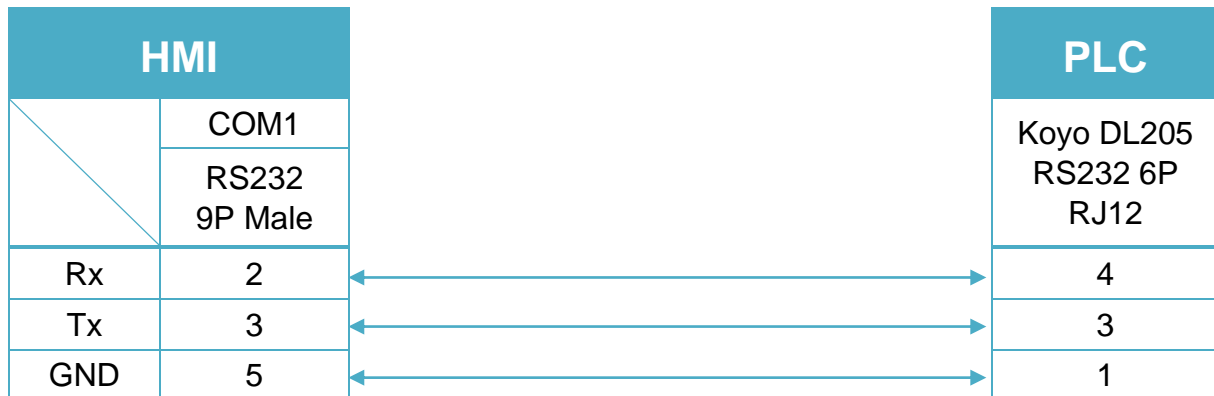 HMI
PLC
COM1
RS232
9P Male
Koyo DL205
RS232 6P
RJ12
Rx 2 4
Tx 3 3
GND 5 1